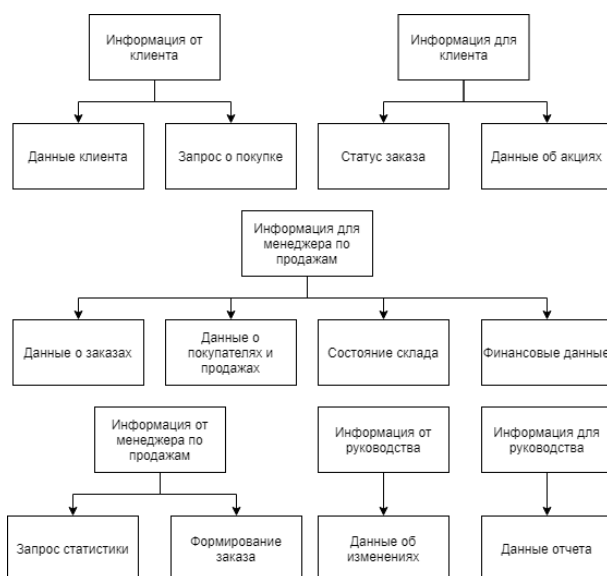 Информация от
клиента
Информация для
клиента
Данные клиента
Запрос о покупке
Статус заказа
Данные об акциях
Информация для
менеджера по
продажам
Данные о заказах
Данные о
покупателях и
продажах
Состояние склада
Финансовые данные
Информация от
менеджера по
продажам
Информация от
руководства
Информация для
руководства
Запрос статистики
Формирование
заказа
Данные об
изменениях
Данные отчета